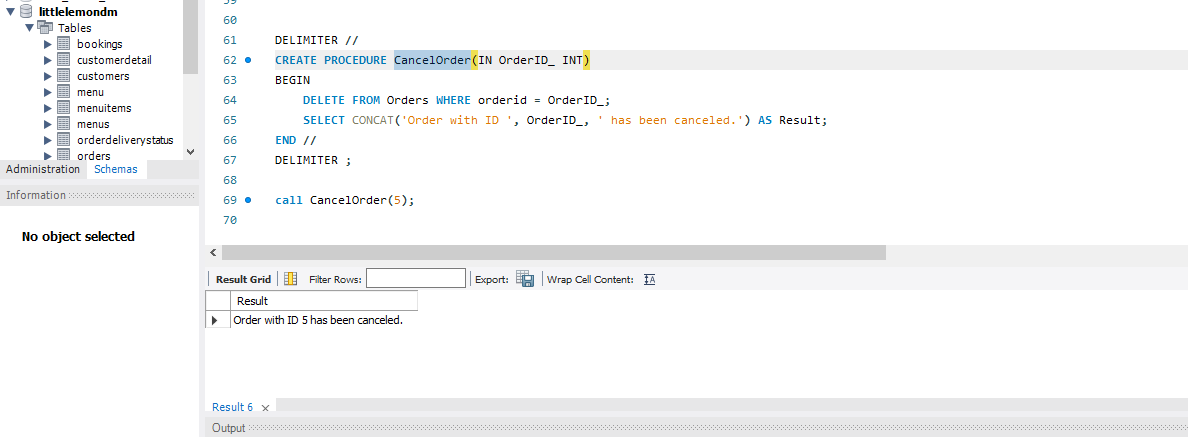 littlelemondm
Tables
bookings
customerdetail
customers
menu
menuitems
menus
orderdeliverystatus
orders
Administration Schemas
Information
No object selected
59
60
61 DELIMITER //
62 CREATE PROCEDURE CancelOrder(IN OrderID_ INT)
63 BEGIN
64 DELETE FROM Orders WHERE orderid = OrderID_;
65 SELECT CONCAT('Order with ID ', OrderID_, ' has been canceled.') AS Result;
66 END //
67 DELIMITER ;
68
69 call CancelOrder(5);
70
Result Grid Filter Rows: Export: Wrap Cell Content:
Result
Order with ID 5 has been canceled.
Result 6
Output